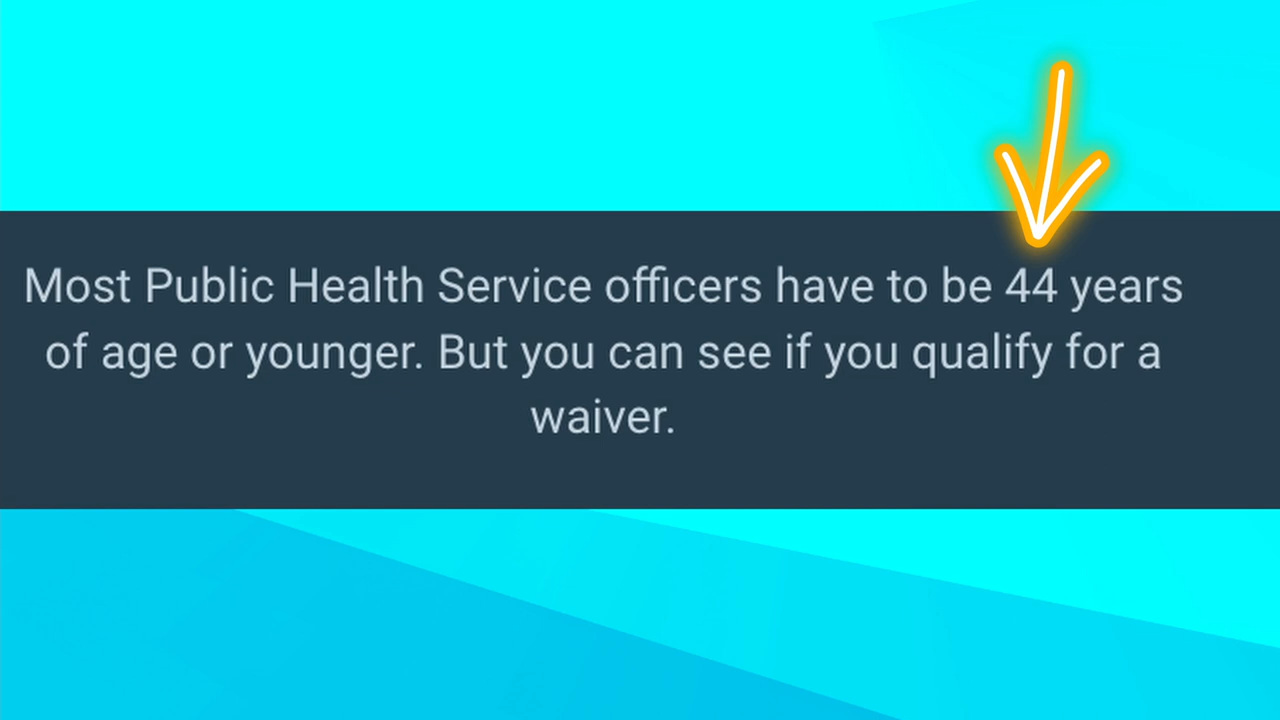 Most Public Health Service officers have to be 44 years
of age or younger. But you can see if you qualify for a
waiver.